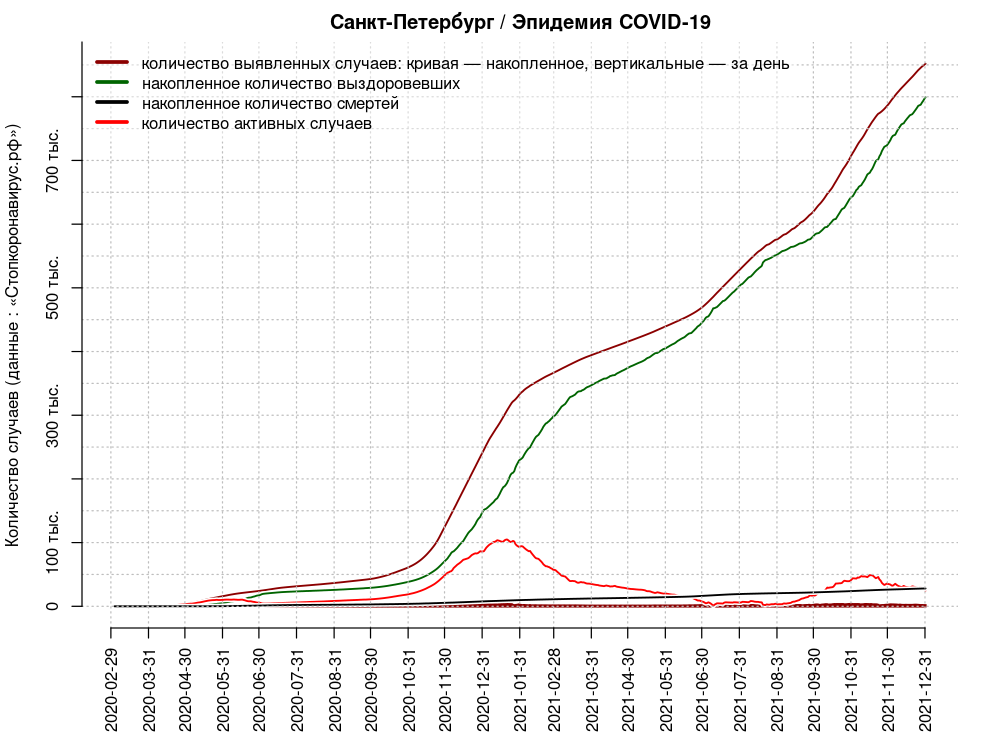 Санкт-Петербург / Эпидемия COVID-19
количество выявленных случаев: кривая — накопленное, вертикальные — за день
накопленное количество выздоровевших
накопленное количество смертей
количество активных случаев
Количество случаев (данные : «Стопкоронавирус.рф»)
700 тыс.
500 тыс.
300 тыс.
100 тыс.
0
2020-02-29
2020-03-31
2020-04-30
2020-05-31
2020-06-30
2020-07-31
2020-08-31
2020-09-30
2020-10-31
2020-11-30
2020-12-31
2021-01-31
2021-02-28
2021-03-31
2021-04-30
2021-05-31
2021-06-30
2021-07-31
2021-08-31
2021-09-30
2021-10-31
2021-11-30
2021-12-31